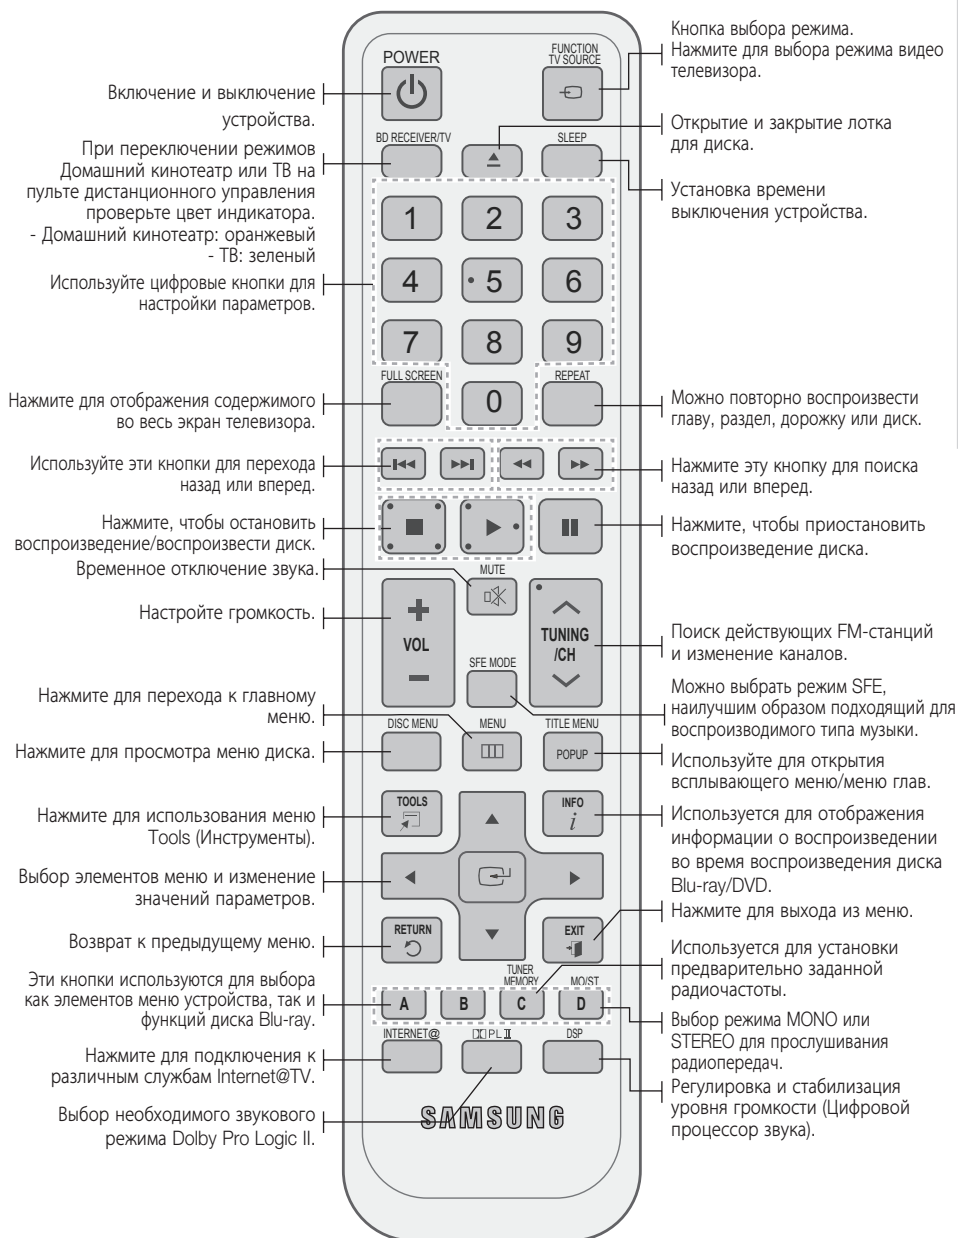 Кнопка выбора режима.
Нажмите для выбора режима видео
телевизора.
Открытие и закрытие лотка
для диска.
Установка времени
выключения устройства.
Включение и выключение
устройства.
При переключении режимов
Домашний кинотеатр или ТВ на
пульте дистанционного управления
проверьте цвет индикатора.
- Домашний кинотеатр: оранжевый
- ТВ: зеленый
Используйте цифровые кнопки для
настройки параметров.
Нажмите для отображения содержимого
во весь экран телевизора.
Используйте эти кнопки для перехода
назад или вперед.
Нажмите, чтобы остановить
воспроизведение/воспроизвести диск.
Временное отключение звука.
Настройте громкость.
Нажмите для перехода к главному
меню.
Нажмите для просмотра меню диска.
Нажмите для использования меню
Tools (Инструменты).
Выбор элементов меню и изменение
значений параметров.
Возврат к предыдущему меню.
Эти кнопки используются для выбора
как элементов меню устройства, так и
функций диска Blu-ray.
Нажмите для подключения к
различным службам Internet@TV.
Выбор необходимого звукового
режима Dolby Pro Logic II.
POWER
FUNCTION
TV SOURCE
BD RECEIVER/TV
SLEEP
1 2 3
4 5 6
7 8 9
FULL SCREEN
REPEAT
0
MUTE
VOL
TUNING
/CH
SFE MODE
DISC MENU
MENU
TITLE MENU
POPUP
TOOLS
INFO
i
RETURN
EXIT
TUNER
MEMORY
MO/ST
A B C D
INTERNET@
PL II
DSP
SAMSUNG
Можно повторно воспроизвести
главу, раздел, дорожку или диск.
Нажмите эту кнопку для поиска
назад или вперед.
Нажмите, чтобы приостановить
воспроизведение диска.
Поиск действующих FM-станций
и изменение каналов.
Можно выбрать режим SFE,
наилучшим образом подходящий для
воспроизводимого типа музыки.
Используйте для открытия
всплывающего меню/меню глав.
Используется для отображения
информации о воспроизведении
во время воспроизведения диска
Blu-ray/DVD.
Нажмите для выхода из меню.
Используется для установки
предварительно заданной
радиочастоты.
Выбор режима MONO или
STEREO для прослушивания
радиопередач.
Регулировка и стабилизация
уровня громкости (Цифровой
процессор звука).